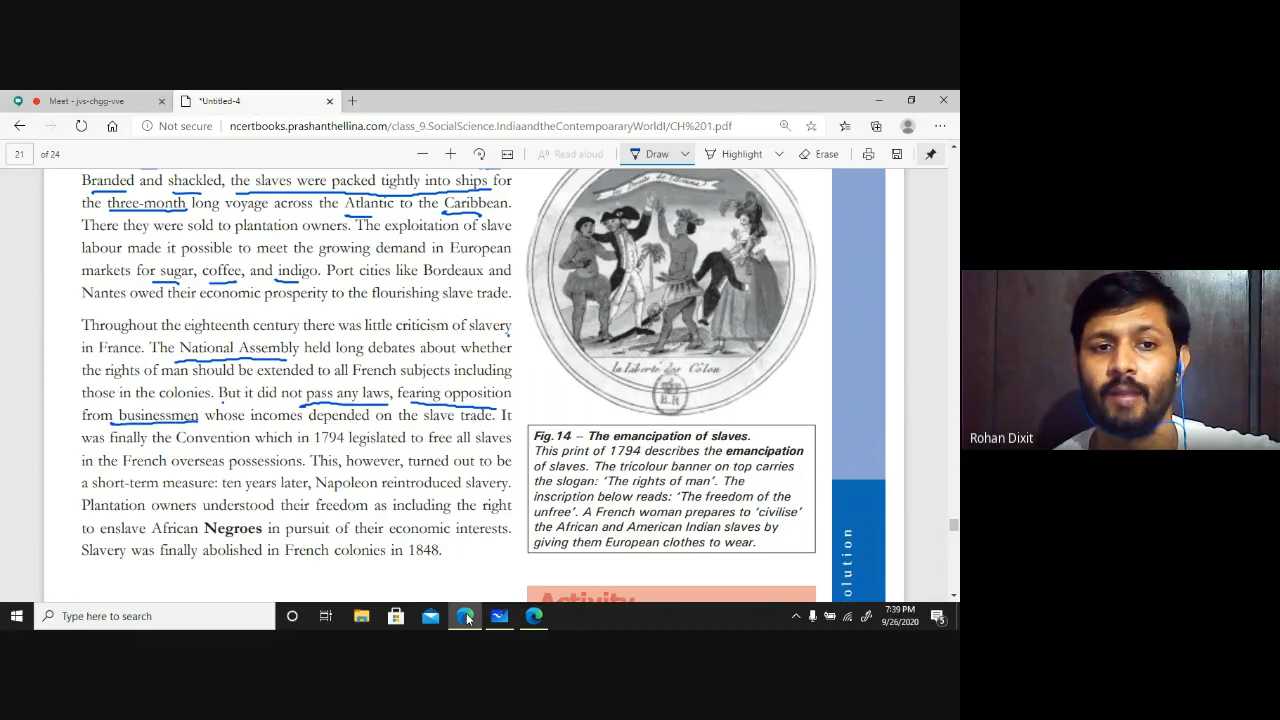 Meet - jvs-chgg-vve
*Untitled-4
Not secure
ncertbooks.prashanthellina.com/class_9.SocialScience.IndiaandtheContempoararyWorldI/CH%201.pdf
21 of 24
Read aloud
Draw
Highlight
Erase
Branded and shackled, the slaves were packed tightly into ships for
the three-month long voyage across the Atlantic to the Caribbean.
There they were sold to plantation owners. The exploitation of slave
labour made it possible to meet the growing demand in European
markets for sugar, coffee, and indigo. Port cities like Bordeaux and
Nantes owed their economic prosperity to the flourishing slave trade.
Throughout the eighteenth century there was little criticism of slavery
in France. The National Assembly held long debates about whether
the rights of man should be extended to all French subjects including
those in the colonies. But it did not pass any laws, fearing opposition
from businessmen whose incomes depended on the slave trade. It
was finally the Convention which in 1794 legislated to free all slaves
in the French overseas possessions. This, however, turned out to be
a short-term measure: ten years later, Napoleon reintroduced slavery.
Plantation owners understood their freedom as including the right
to enslave African Negroes in pursuit of their economic interests.
Slavery was finally abolished in French colonies in 1848.
la Liberté des Colon
B.R
Fig.14 – The emancipation of slaves.
This print of 1794 describes the emancipation
of slaves. The tricolour banner on top carries
the slogan: ‘The rights of man’. The
inscription below reads: ‘The freedom of the
unfree’. A French woman prepares to ‘civilise’
the African and American Indian slaves by
giving them European clothes to wear.
Activity
olution
Rohan Dixit
Type here to search
7:39 PM
9/26/2020
5